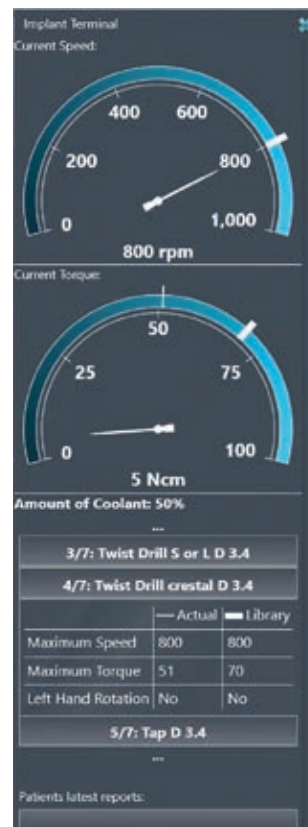 Implant Terminal
Current Speed:
400 600
200 800
0 1,000
800 rpm
Current Torque:
50
25 75
0 100
5 Ncm
Amount of Coolant: 50%
...
3/7: Twist Drill S or L D 3.4
4/7: Twist Drill crestal D 3.4
Actual Library
Maximum Speed 800 800
Maximum Torque 51 70
Left Hand Rotation No No
5/7: Tap D 3.4
...
Patients latest reports: